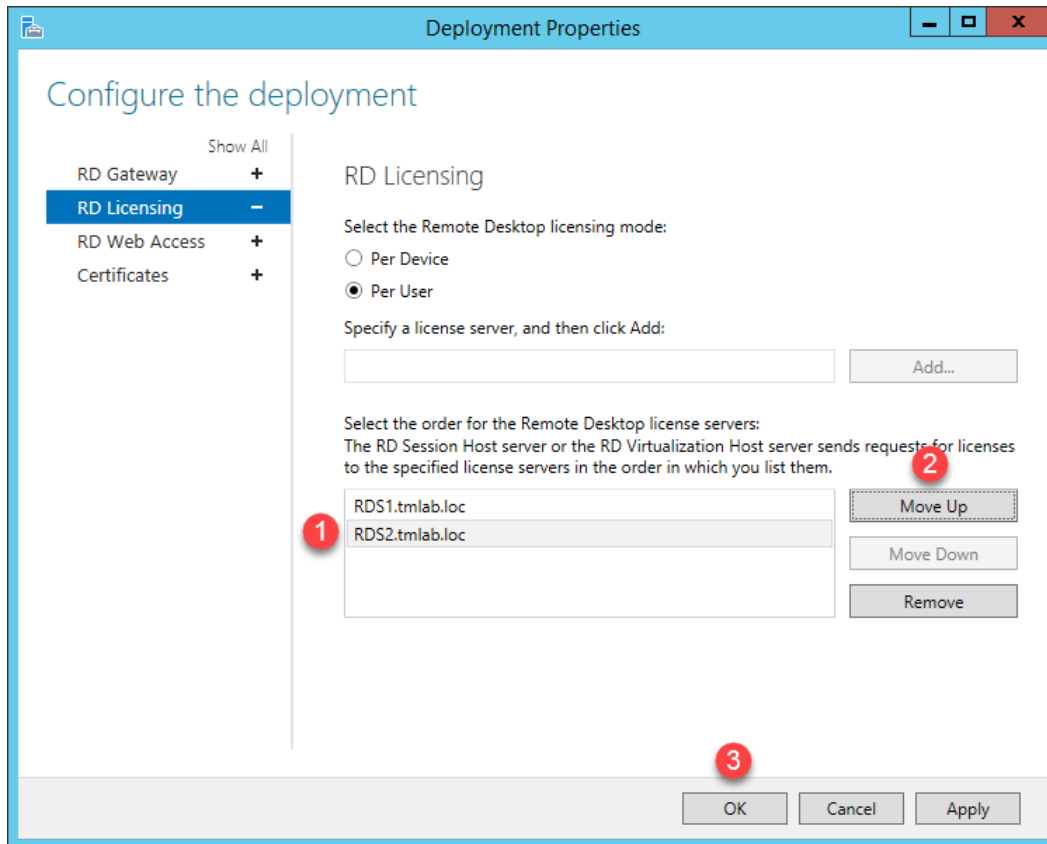 Deployment Properties
Configure the deployment
Show All
RD Gateway +
RD Licensing −
RD Web Access +
Certificates +
RD Licensing
Select the Remote Desktop licensing mode:
Per Device
Per User
Specify a license server, and then click Add:
Add...
Select the order for the Remote Desktop license servers:
The RD Session Host server or the RD Virtualization Host server sends requests for licenses
to the specified license servers in the order in which you list them.
2
RDS1.tmlab.loc
Move Up
1
RDS2.tmlab.loc
Move Down
Remove
3
OK
Cancel
Apply